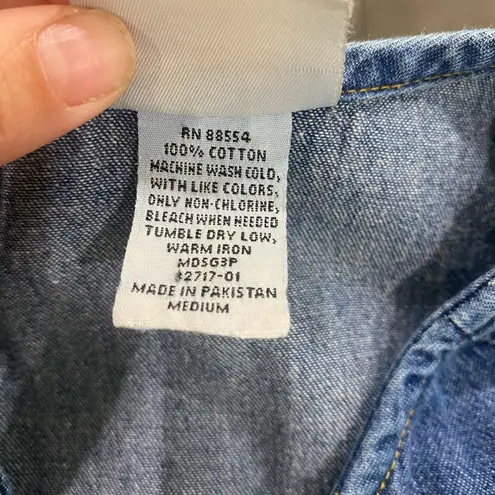 RN 88554
100% COTTON
MACHINE WASH COLD,
WITH LIKE COLORS,
ONLY NON-CHLORINE,
BLEACH WHEN NEEDED
TUMBLE DRY LOW,
WARM IRON
MDSG3P
82717-01
MADE IN PAKISTAN
MEDIUM